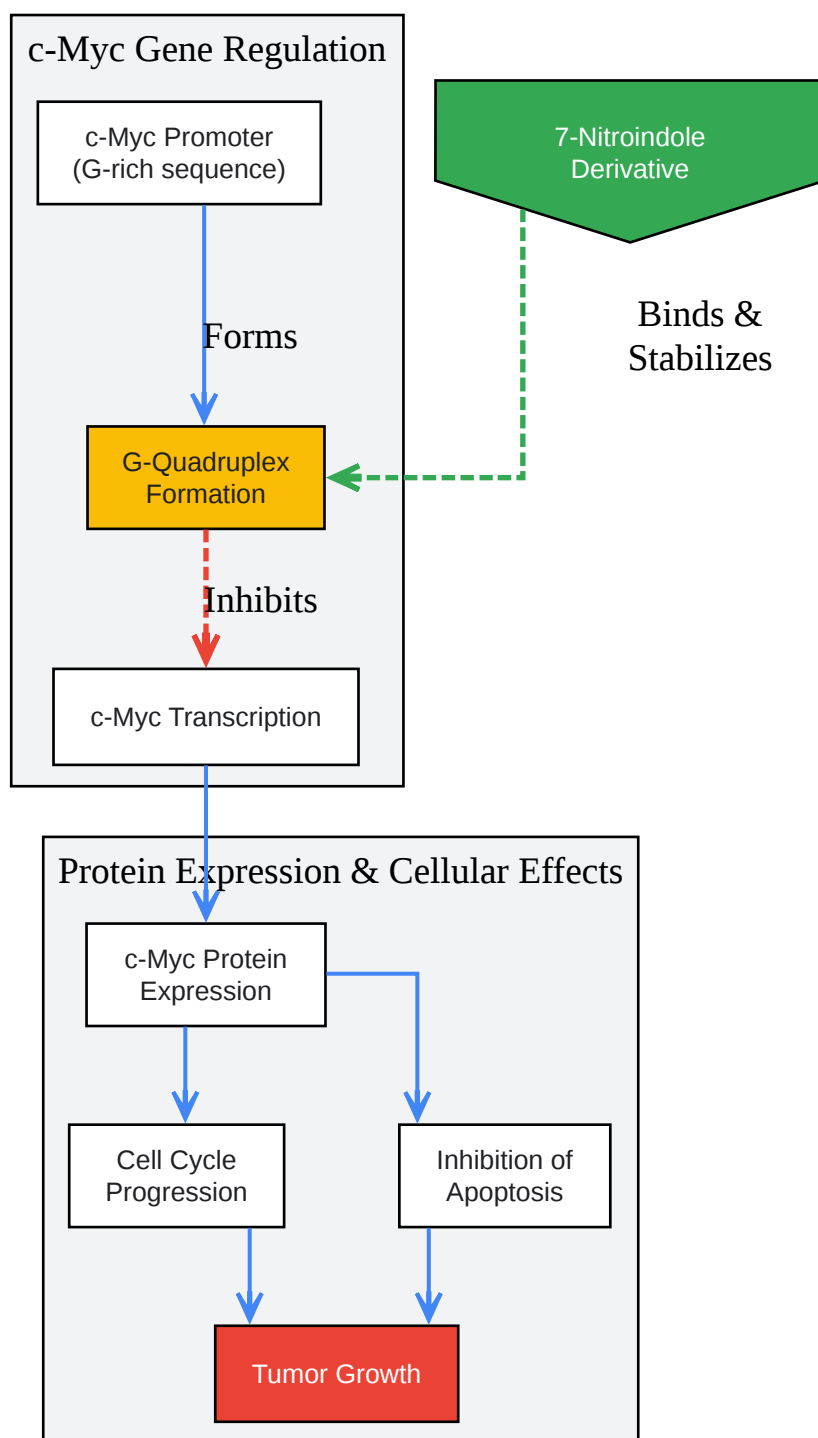 c-Myc Gene Regulation
c-Myc Promoter
(G-rich sequence)
7-Nitroindole
Derivative
Binds &
Stabilizes
Forms
G-Quadruplex
Formation
Inhibits
c-Myc Transcription
Protein Expression & Cellular Effects
c-Myc Protein
Expression
Cell Cycle
Progression
Inhibition of
Apoptosis
Tumor Growth